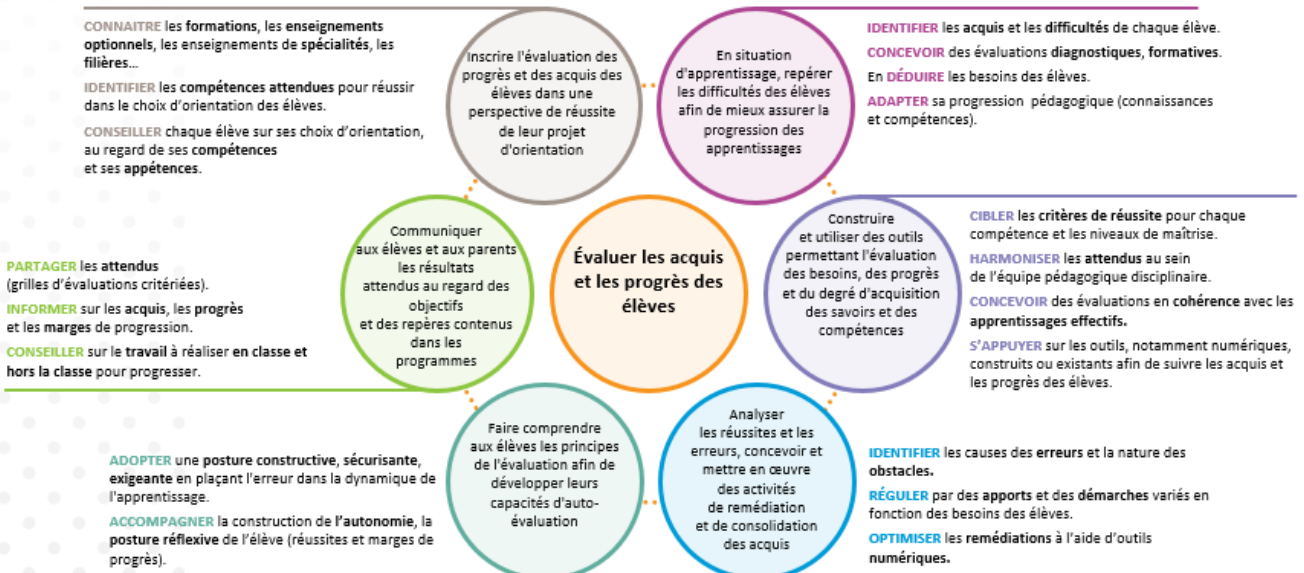 CONNAITRE les formations, les enseignements
optionnels, les enseignements de spécialités, les
filières...
IDENTIFIER les compétences attendues pour réussir
dans le choix d'orientation des élèves.
CONSEILLER chaque élève sur ses choix d'orientation,
au regard de ses compétences
et ses appétences.
Inscrire l'évaluation des
progrès et des acquis des
élèves dans une
perspective de réussite
de leur projet
d'orientation
En situation
d'apprentissage, repérer
les difficultés des élèves
afin de mieux assurer la
progression des
apprentissages
IDENTIFIER les acquis et les difficultés de chaque élève.
CONCEVOIR des évaluations diagnostiques, formatives.
En DÉDUIRE les besoins des élèves.
ADAPTER sa progression pédagogique (connaissances
et compétences).
PARTAGER les attendus
(grilles d'évaluations critériées).
INFORMER sur les acquis, les progrès
et les marges de progression.
CONSEILLER sur le travail à réaliser en classe et
hors la classe pour progresser.
Communiquer
aux élèves et aux parents
les résultats
attendus au regard des
objectifs
et des repères contenus
dans les
programmes
Évaluer les acquis
et les progrès des
élèves
Construire
et utiliser des outils
permettant l'évaluation
des besoins, des progrès
et du degré d'acquisition
des savoirs et des
compétences
CIBLER les critères de réussite pour chaque
compétence et les niveaux de maîtrise.
HARMONISER les attendus au sein
de l'équipe pédagogique disciplinaire.
CONCEVOIR des évaluations en cohérence avec les
apprentissages effectifs.
S'APPUYER sur les outils, notamment numériques,
construits ou existants afin de suivre les acquis et
les progrès des élèves.
ADOPTER une posture constructive, sécurisante,
exigeante en plaçant l'erreur dans la dynamique de
l'apprentissage.
ACCOMPAGNER la construction de l'autonomie, la
posture réflexive de l'élève (réussites et marges de
progrès).
Faire comprendre
aux élèves les principes
de l'évaluation afin de
développer leurs
capacités d'auto-
évaluation
Analyser
les réussites et les
erreurs, concevoir et
mettre en œuvre
des activités
de remédiation
et de consolidation
des acquis
IDENTIFIER les causes des erreurs et la nature des
obstacles.
RÉGULER par des apports et des démarches variés en
fonction des besoins des élèves.
OPTIMISER les remédiations à l'aide d'outils
numériques.